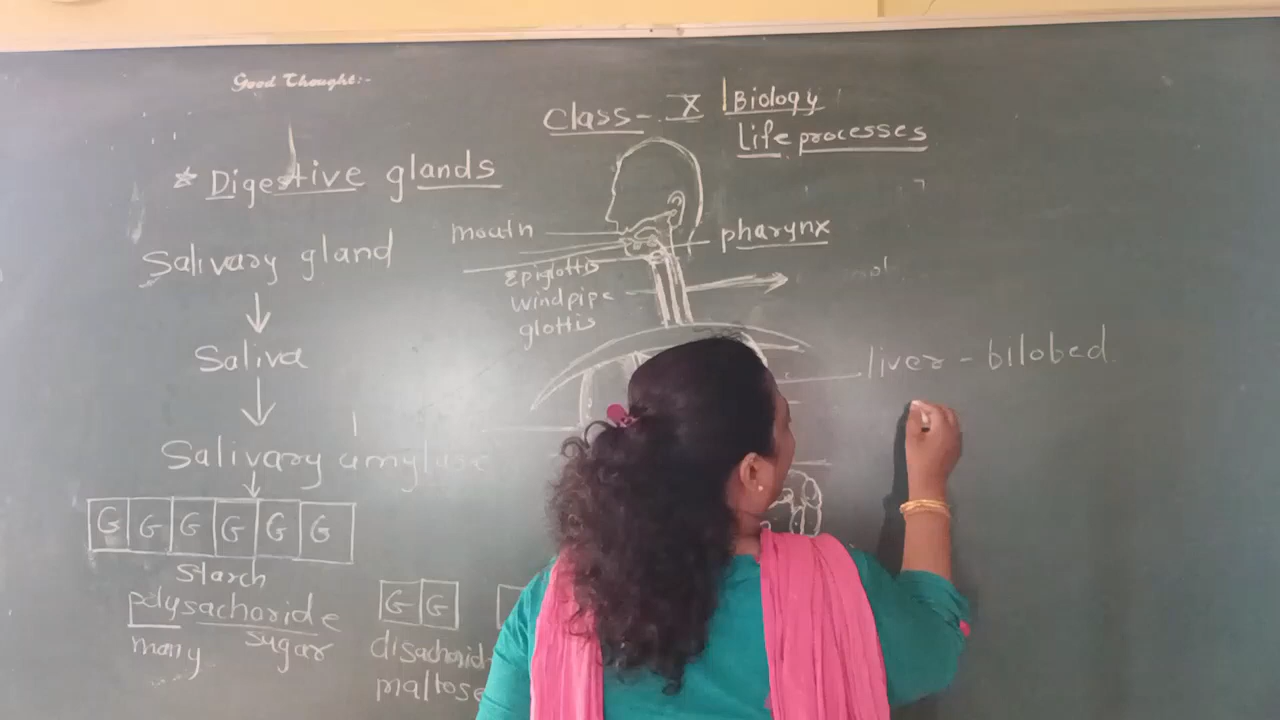 Good Thought:-
Class- X Biology
Life processes
* Digestive glands
Salivary gland
Saliva
Salivary amylase
G G G G G G
starch
polysacharide
many sugar
G G
disacharid
maltose
mouth
pharynx
Epiglottis
windpipe
glottis
liver - bilobed